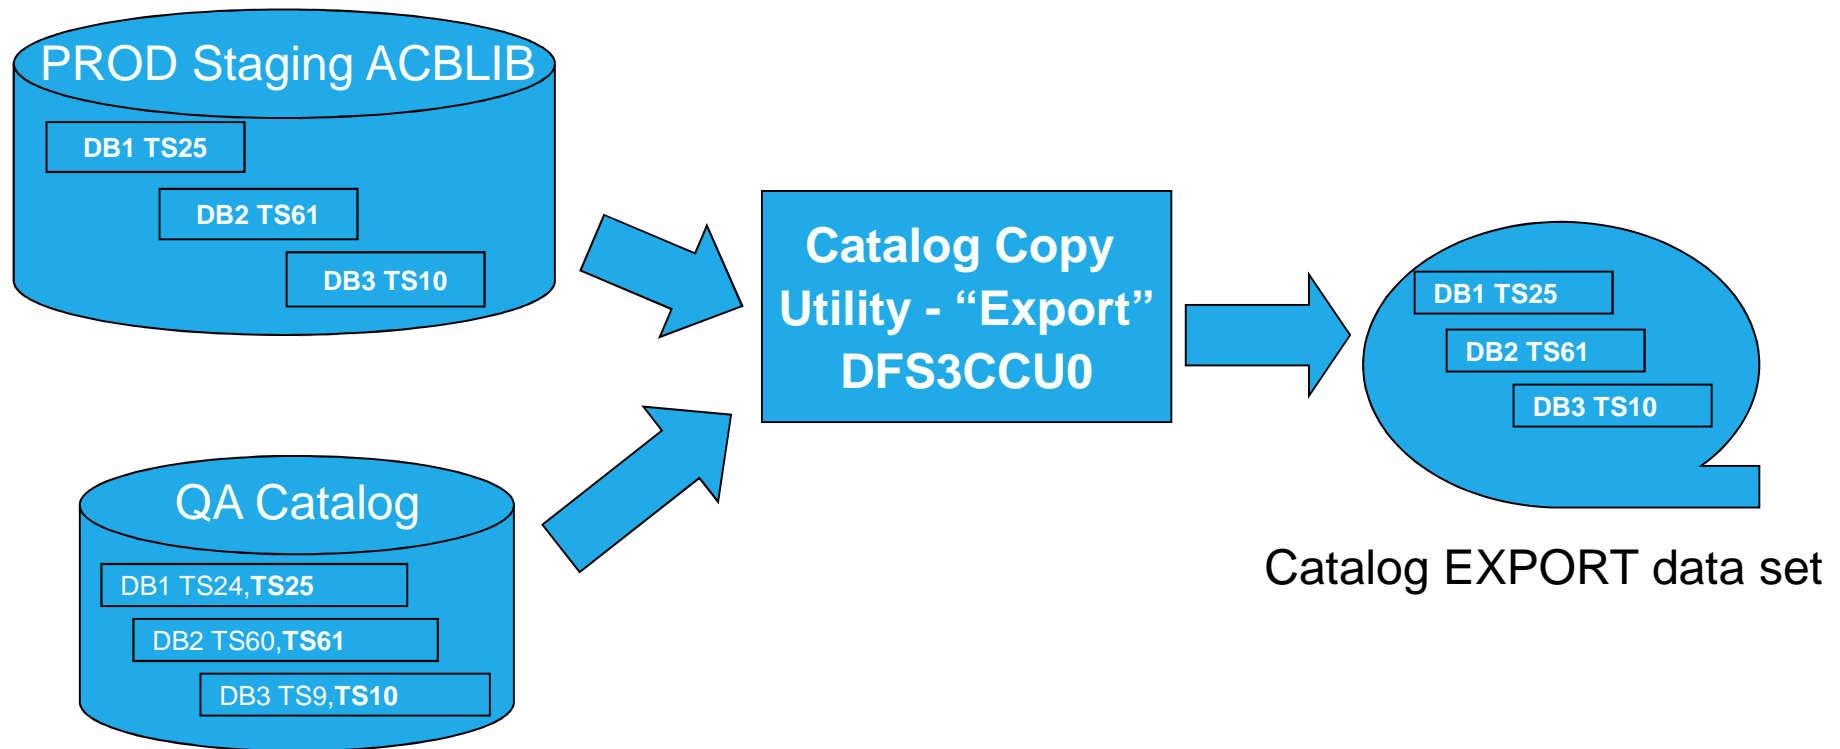 PROD Staging ACBLIB
DB1 TS25
DB2 TS61
DB3 TS10
QA Catalog
DB1 TS24,TS25
DB2 TS60,TS61
DB3 TS9,TS10
Catalog Copy
Utility - “Export”
DFS3CCU0
DB1 TS25
DB2 TS61
DB3 TS10
Catalog EXPORT data set